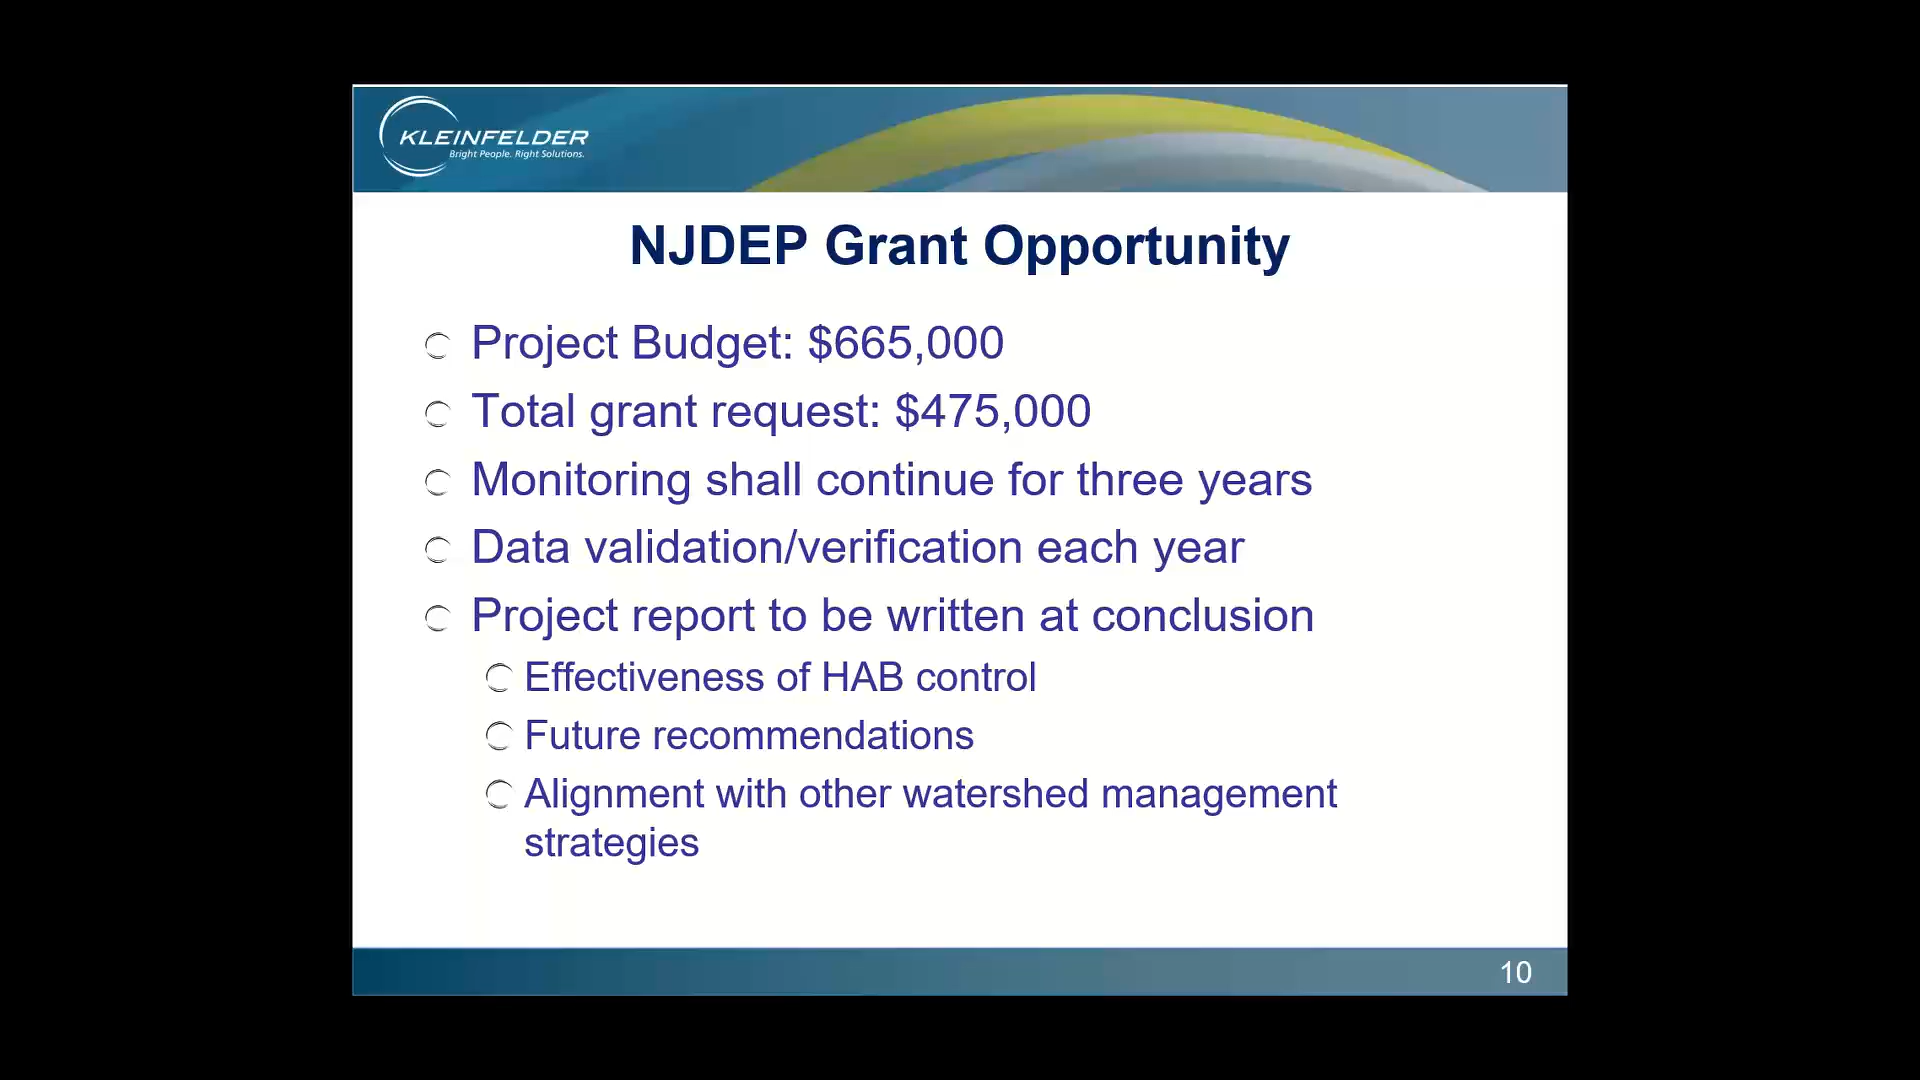 KLEINFELDER
Bright People. Right Solutions.
NJDEP Grant Opportunity
Project Budget: $665,000
Total grant request: $475,000
Monitoring shall continue for three years
Data validation/verification each year
Project report to be written at conclusion
Effectiveness of HAB control
Future recommendations
Alignment with other watershed management
strategies
10